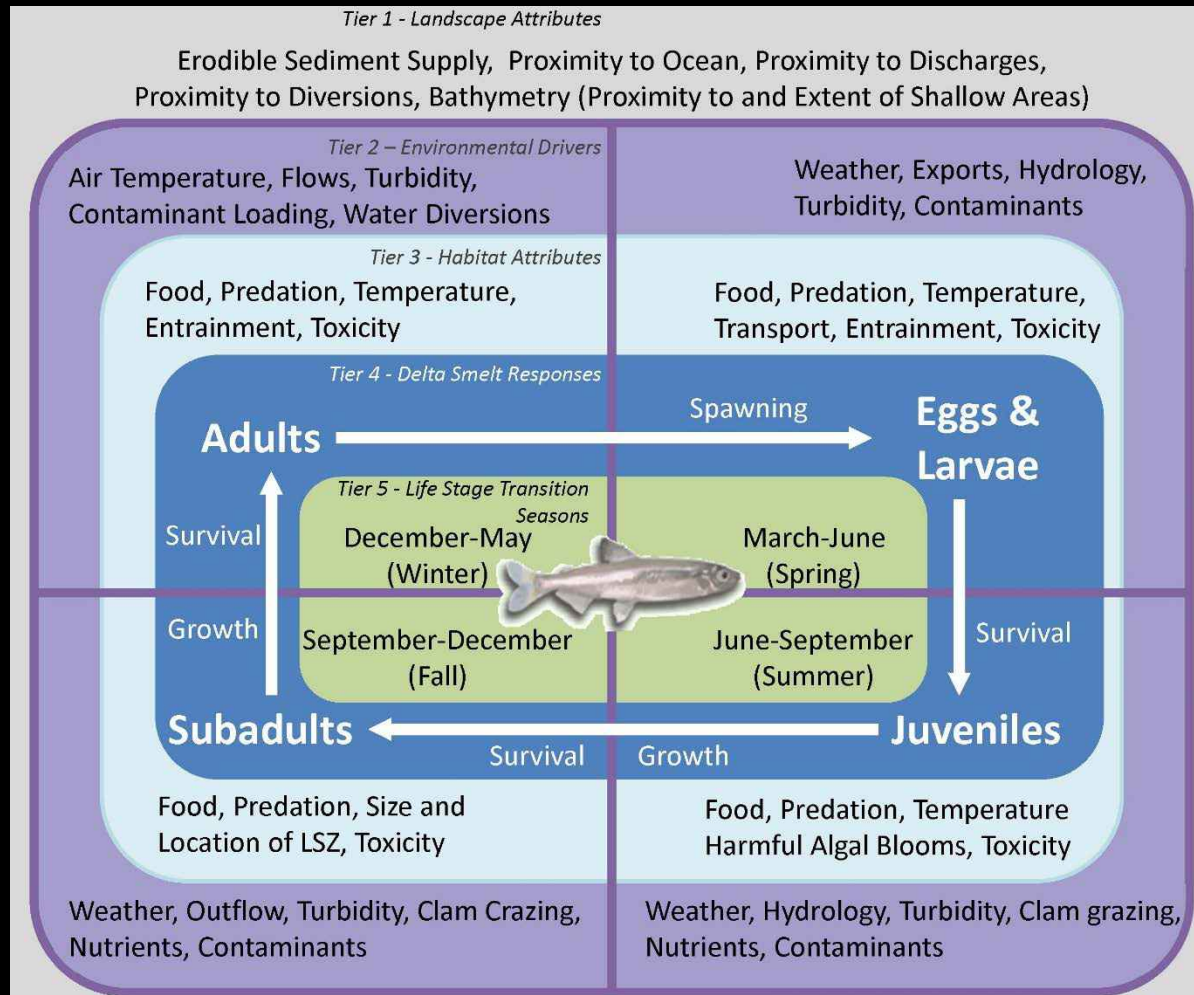 Tier 1 - Landscape Attributes
Erodible Sediment Supply, Proximity to Ocean, Proximity to Discharges,
Proximity to Diversions, Bathymetry (Proximity to and Extent of Shallow Areas)
Tier 2 – Environmental Drivers
Air Temperature, Flows, Turbidity,
Contaminant Loading, Water Diversions
Weather, Exports, Hydrology,
Turbidity, Contaminants
Tier 3 - Habitat Attributes
Food, Predation, Temperature,
Entrainment, Toxicity
Food, Predation, Temperature,
Transport, Entrainment, Toxicity
Tier 4 - Delta Smelt Responses
Adults
Spawning
Eggs &
Larvae
Tier 5 - Life Stage Transition
Seasons
Survival
December-May
(Winter)
March-June
(Spring)
Growth
September-December
(Fall)
June-September
(Summer)
Survival
Subadults
Juveniles
Survival
Growth
Food, Predation, Size and
Location of LSZ, Toxicity
Food, Predation, Temperature
Harmful Algal Blooms, Toxicity
Weather, Outflow, Turbidity, Clam Crazing,
Nutrients, Contaminants
Weather, Hydrology, Turbidity, Clam grazing,
Nutrients, Contaminants